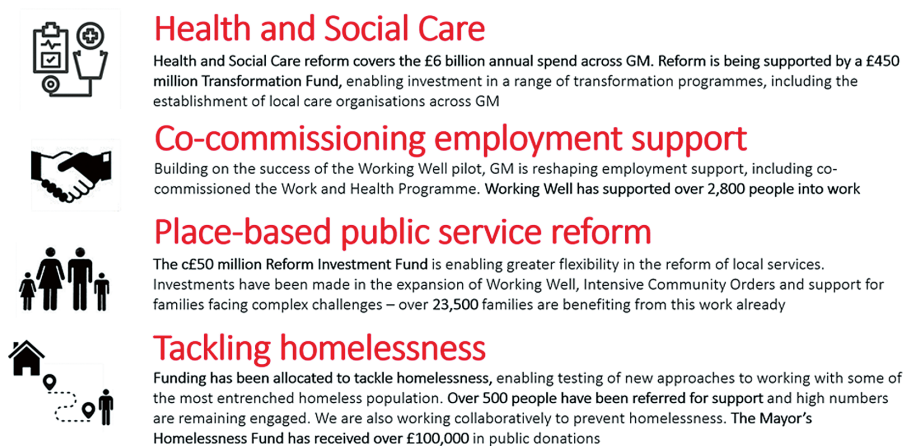 Health and Social Care
Health and Social Care reform covers the £6 billion annual spend across GM. Reform is being supported by a £450
million Transformation Fund, enabling investment in a range of transformation programmes, including the
establishment of local care organisations across GM
Co-commissioning employment support
Building on the success of the Working Well pilot, GM is reshaping employment support, including co-
commissioned the Work and Health Programme. Working Well has supported over 2,800 people into work
Place-based public service reform
The c£50 million Reform Investment Fund is enabling greater flexibility in the reform of local services.
Investments have been made in the expansion of Working Well, Intensive Community Orders and support for
families facing complex challenges – over 23,500 families are benefiting from this work already
Tackling homelessness
Funding has been allocated to tackle homelessness, enabling testing of new approaches to working with some of
the most entrenched homeless population. Over 500 people have been referred for support and high numbers
are remaining engaged. We are also working collaboratively to prevent homelessness. The Mayor's
Homelessness Fund has received over £100,000 in public donations